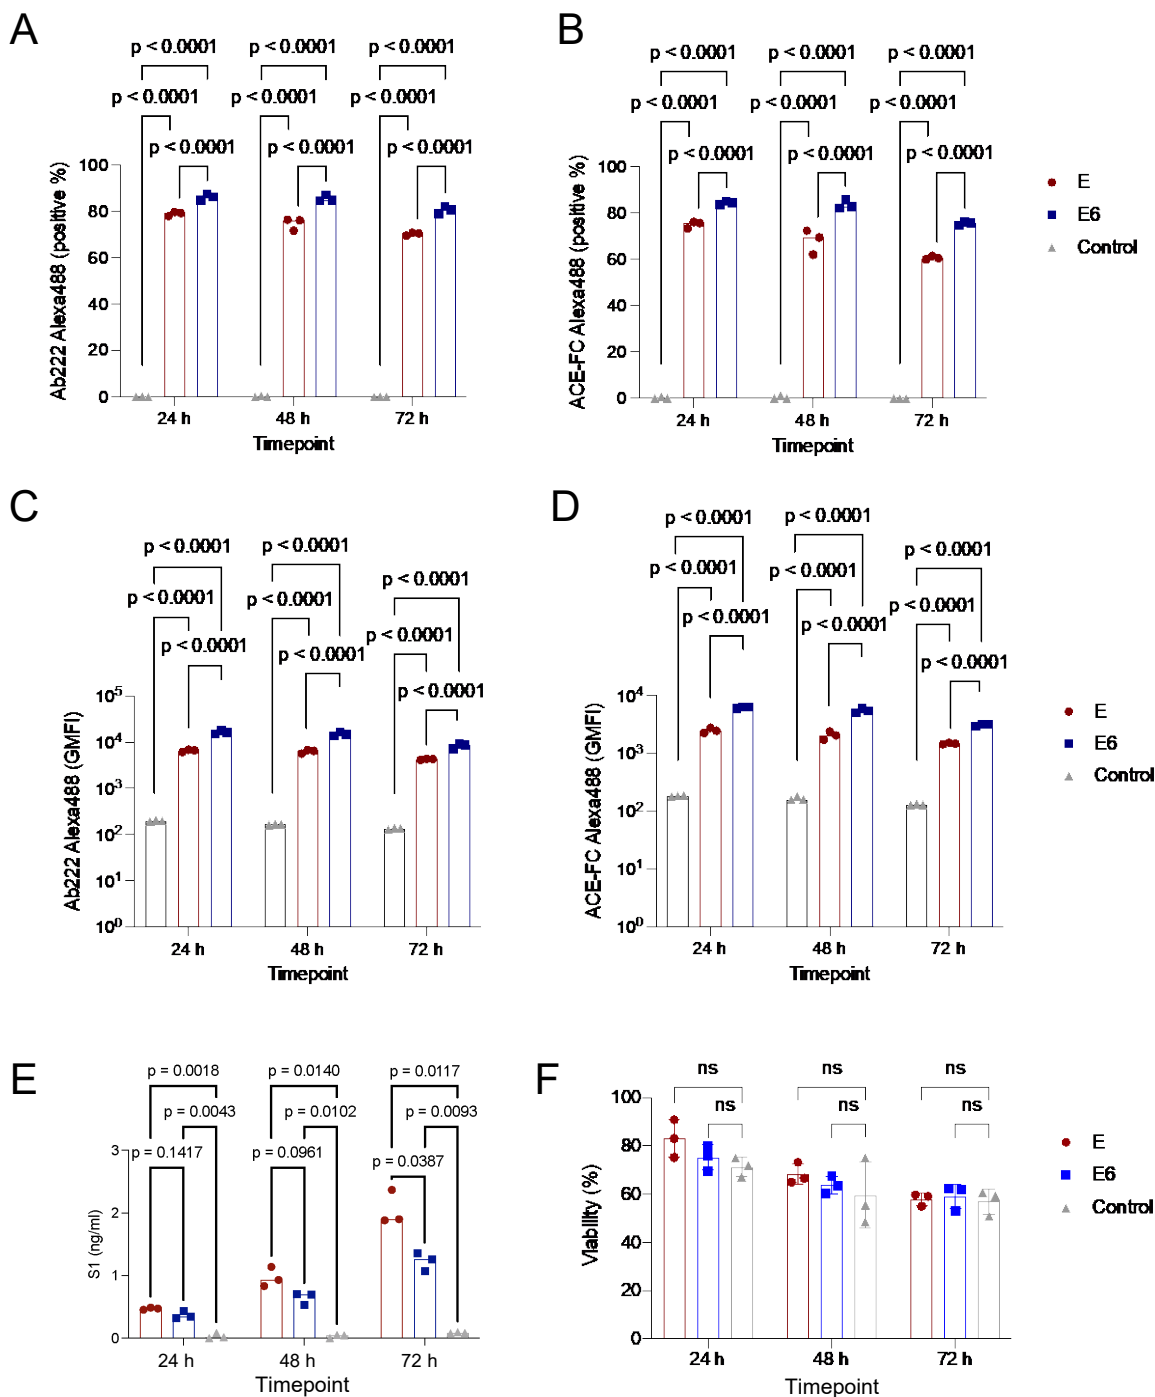 A
p < 0.0001 p < 0.0001 p < 0.0001
p < 0.0001 p < 0.0001 p < 0.0001
p < 0.0001 p < 0.0001 p < 0.0001
Ab222 Alexa488 (positive %)
100
80
60
40
20
0
24 h 48 h 72 h
Timepoint
B
p < 0.0001 p < 0.0001 p < 0.0001
p < 0.0001 p < 0.0001 p < 0.0001
p < 0.0001 p < 0.0001 p < 0.0001
ACE-FC Alexa488 (positive %)
100
80
60
40
20
0
24 h 48 h 72 h
Timepoint
E
E6
Control
C
p < 0.0001 p < 0.0001 p < 0.0001
p < 0.0001 p < 0.0001 p < 0.0001
p < 0.0001 p < 0.0001 p < 0.0001
Ab222 Alexa488 (GMFI)
10⁵
10⁴
10³
10²
10¹
10⁰
24 h 48 h 72 h
Timepoint
D
p < 0.0001 p < 0.0001 p < 0.0001
p < 0.0001 p < 0.0001 p < 0.0001
p < 0.0001 p < 0.0001 p < 0.0001
ACE-FC Alexa488 (GMFI)
10⁴
10³
10²
10¹
10⁰
24 h 48 h 72 h
Timepoint
E
E6
Control
E
p = 0.0018 p = 0.0140 p = 0.0117
p = 0.0043 p = 0.0102 p = 0.0093
p = 0.1417 p = 0.0961 p = 0.0387
S1 (ng/ml)
3
2
1
0
24 h 48 h 72 h
Timepoint
F
ns ns ns
ns ns ns
Viability (%)
100
80
60
40
20
0
24 h 48 h 72 h
Timepoint
E
E6
Control